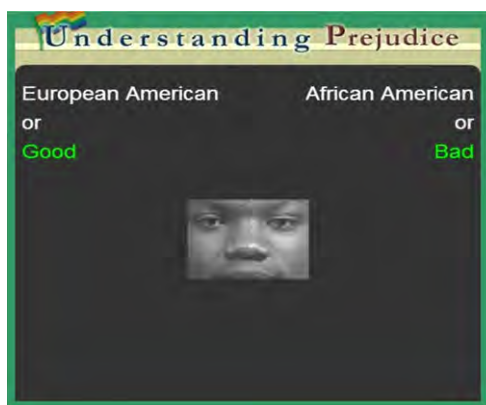 Understanding Prejudice
European American
or
Good
African American
or
Bad